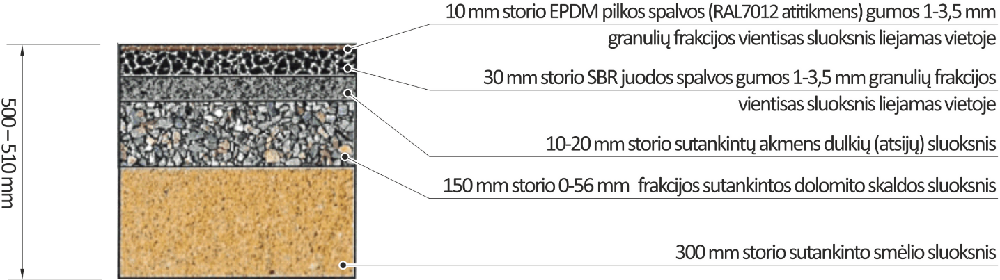 10 mm storio EPDM pilkos spalvos (RAL7012 atitikmens) gumos 1-3,5 mm
granulių frakcijos vientisas sluoksnis liejamas vietoje
30 mm storio SBR juodos spalvos gumos 1-3,5 mm granulių frakcijos
vientisas sluoksnis liejamas vietoje
10-20 mm storio sutankintų akmens dulkių (atsijų) sluoksnis
150 mm storio 0-56 mm frakcijos sutankintos dolomito skaldos sluoksnis
300 mm storio sutankinto smėlio sluoksnis
500–510 mm